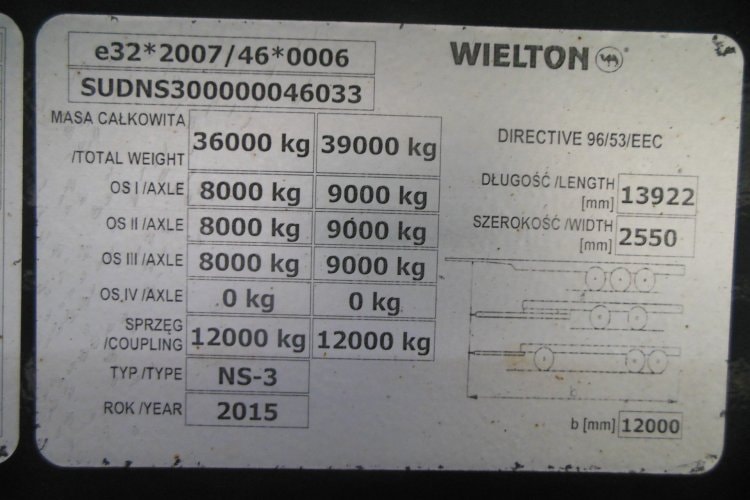 e32*2007/46*0006
WIELTON
SUDNS300000046033
MASA CAŁKOWITA
/TOTAL WEIGHT 36000 kg 39000 kg
DIRECTIVE 96/53/EEC
OS I /AXLE 8000 kg 9000 kg
DŁUGOŚĆ /LENGTH
[mm] 13922
OS II /AXLE 8000 kg 9000 kg
SZEROKOŚĆ /WIDTH
[mm] 2550
OS III /AXLE 8000 kg 9000 kg
OS.IV /AXLE 0 kg 0 kg
SPRZĘG
/COUPLING 12000 kg 12000 kg
TYP /TYPE NS-3
ROK /YEAR 2015
b
b [mm] 12000